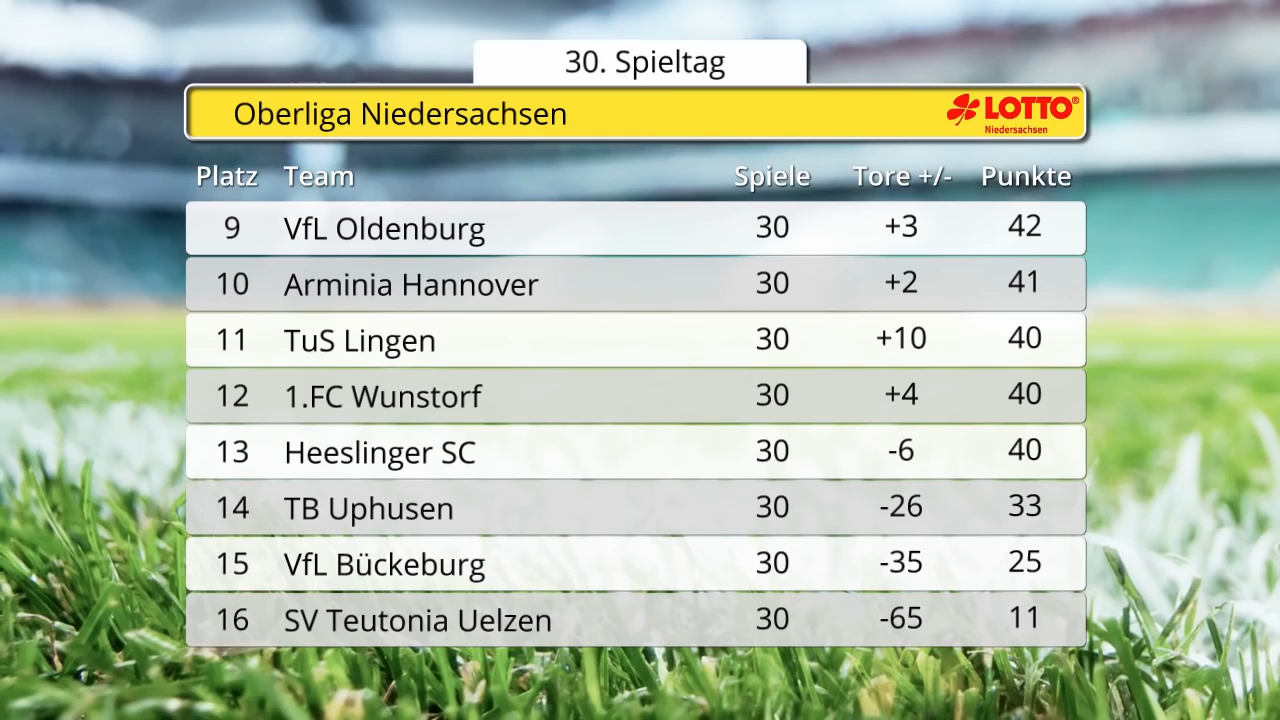 30. Spieltag
Oberliga Niedersachsen
LOTTO®
Niedersachsen
Platz Team Spiele Tore +/- Punkte
9 VfL Oldenburg 30 +3 42
10 Arminia Hannover 30 +2 41
11 TuS Lingen 30 +10 40
12 1.FC Wunstorf 30 +4 40
13 Heeslinger SC 30 -6 40
14 TB Uphusen 30 -26 33
15 VfL Bückeburg 30 -35 25
16 SV Teutonia Uelzen 30 -65 11